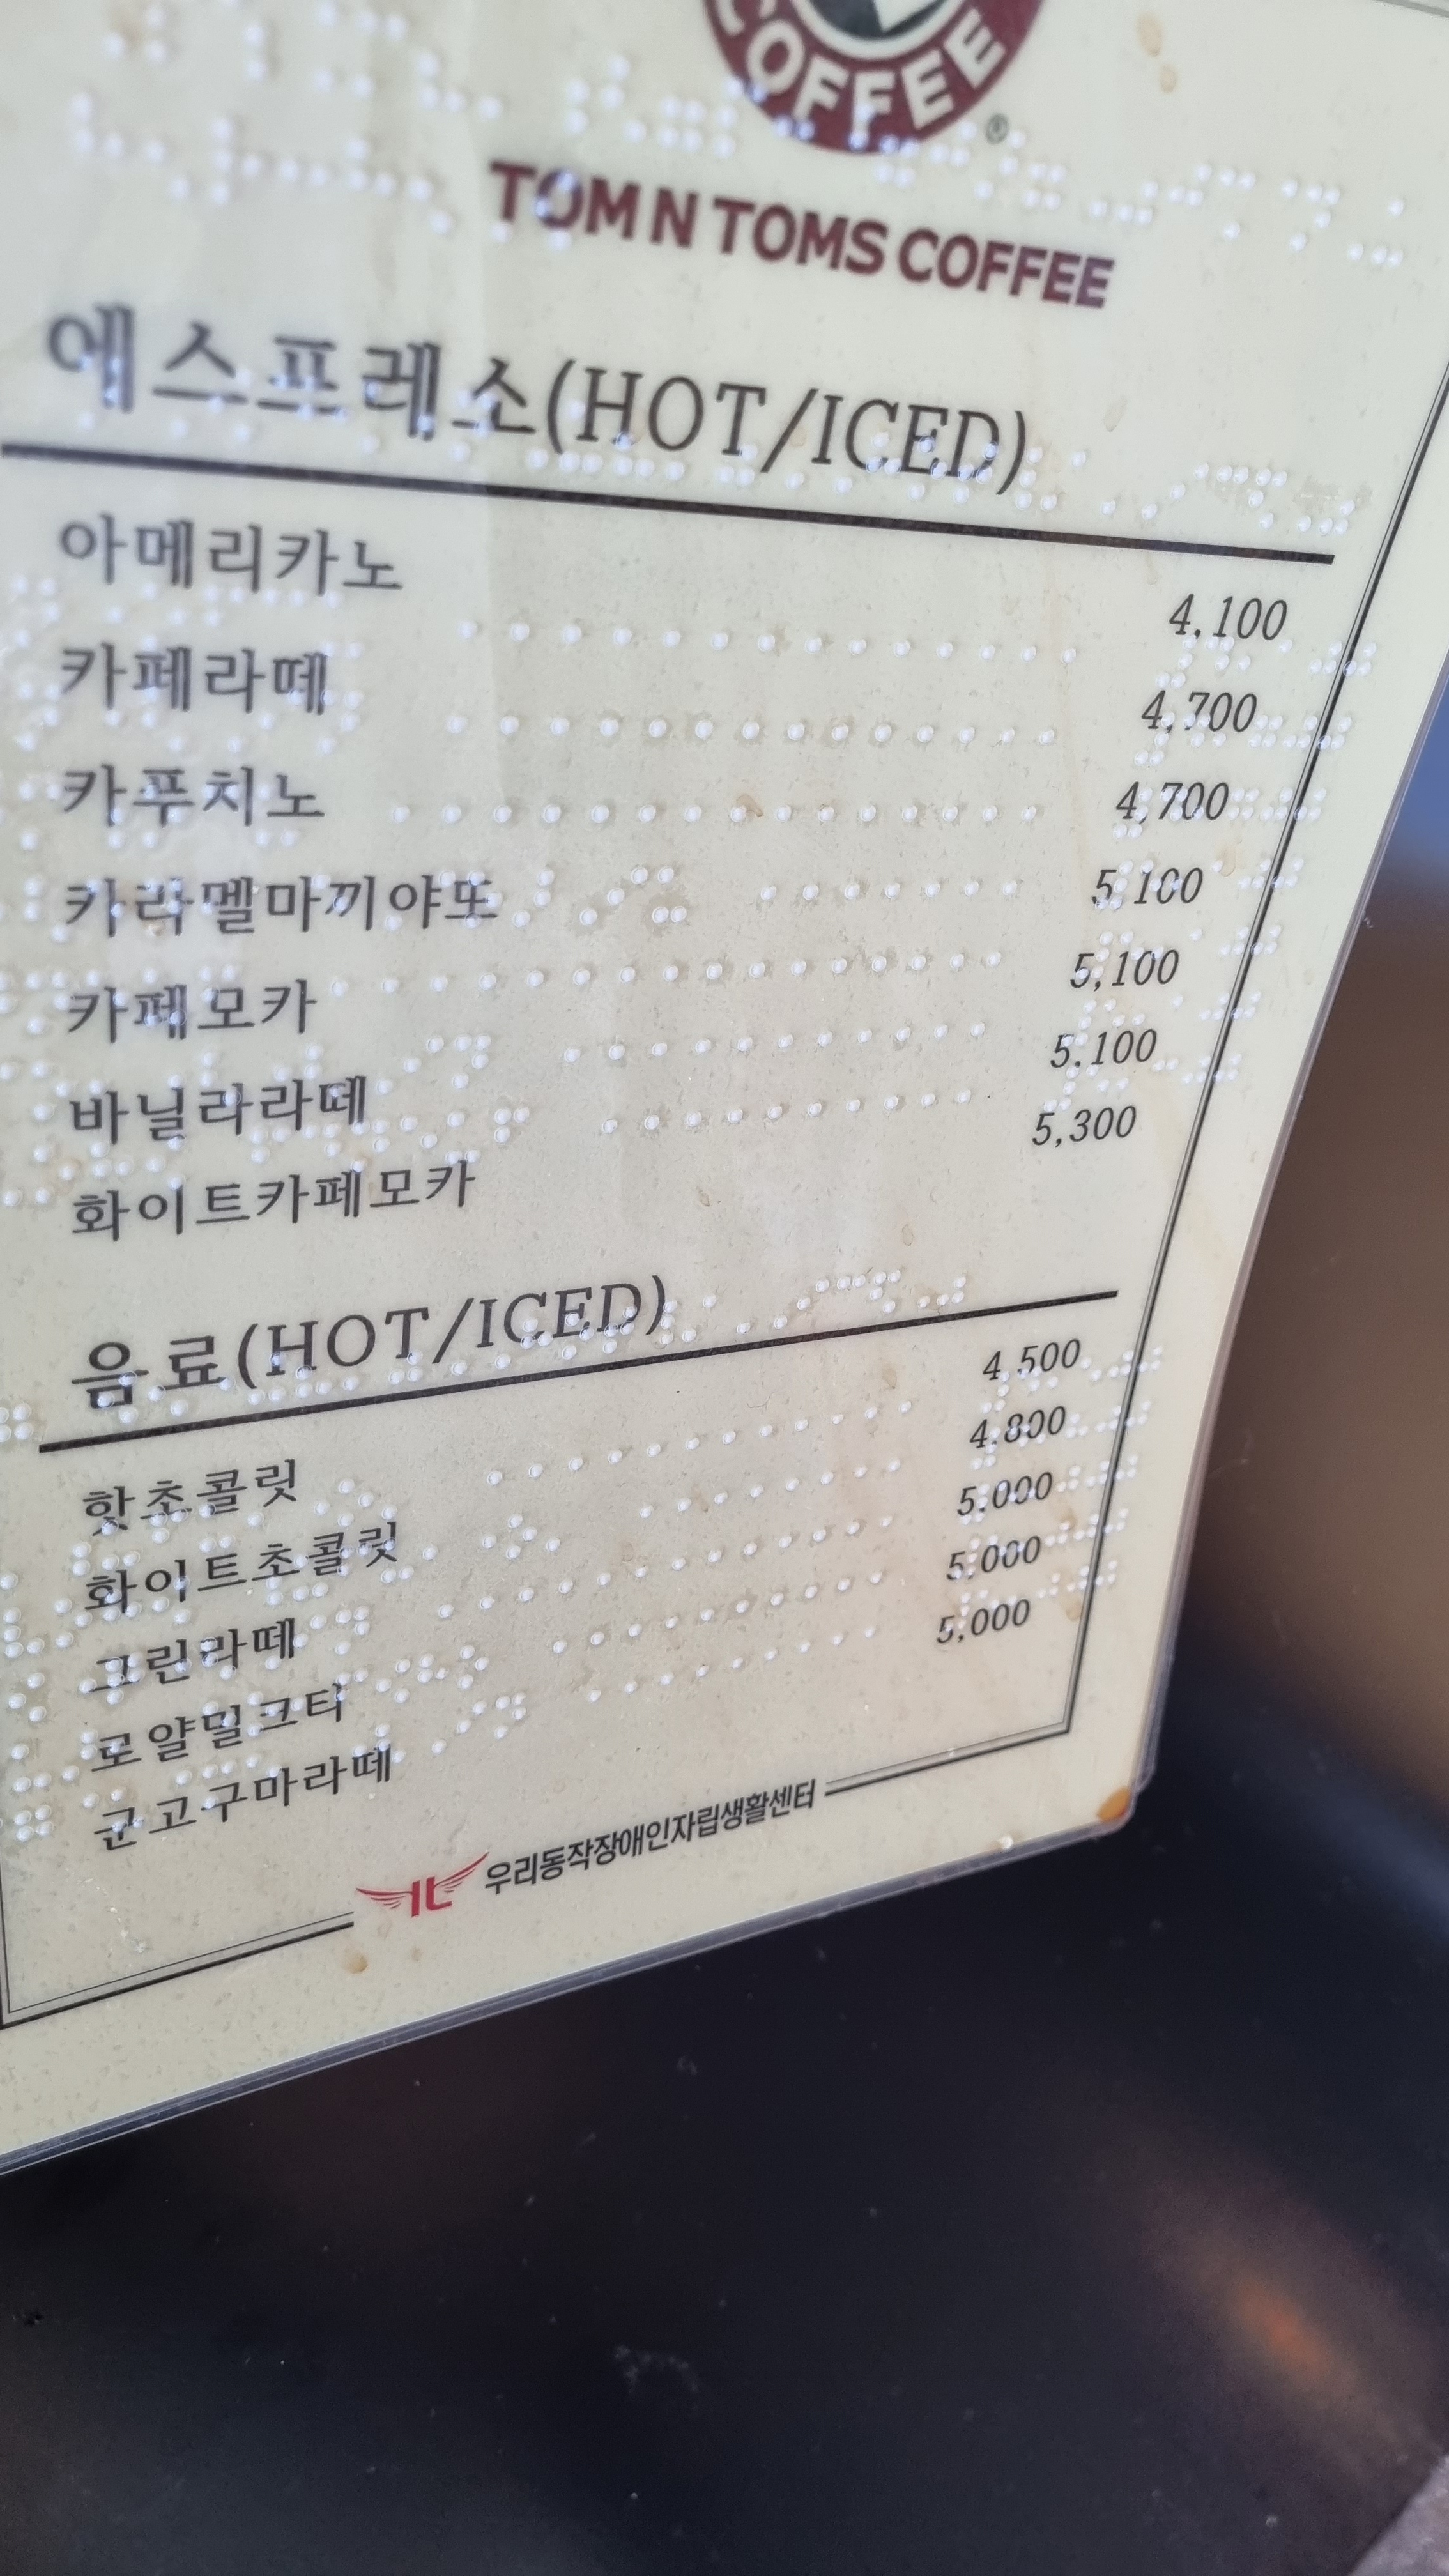 COFFEE
®
TOM N TOMS COFFEE
에스프레소(HOT/ICED)
아메리카노 4,100
카페라떼 4,700
카푸치노 4,700
카라멜마끼야또 5,100
카페모카 5,100
바닐라라떼 5.100
화이트카페모카 5,300
음료(HOT/ICED)
핫초콜릿 4,500
화이트초콜릿 4.800
그린라떼 5,000
로얄밀크티 5,000
군고구마라떼 5,000
우리동작장애인자립생활센터